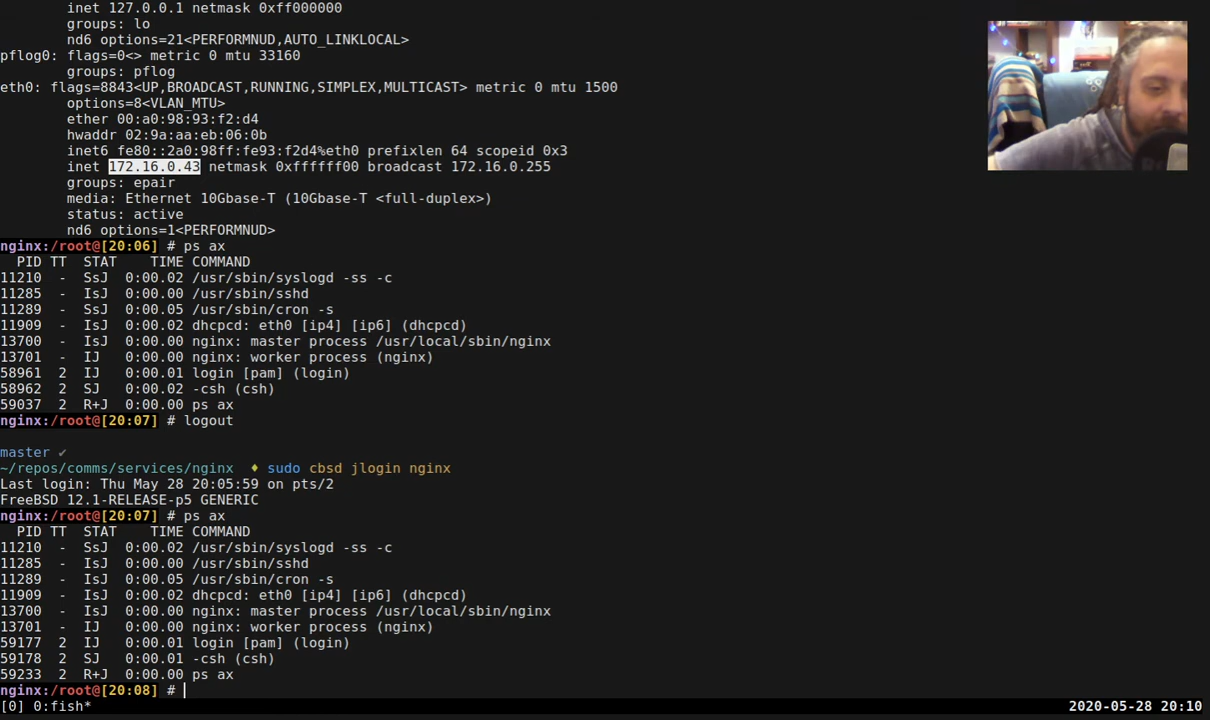 inet 127.0.0.1 netmask 0xff000000
groups: lo
nd6 options=21<PERFORMNUD,AUTO_LINKLOCAL>
pflog0: flags=0<> metric 0 mtu 33160
groups: pflog
eth0: flags=8843<UP,BROADCAST,RUNNING,SIMPLEX,MULTICAST> metric 0 mtu 1500
options=8<VLAN_MTU>
ether 00:a0:98:93:f2:d4
hwaddr 02:9a:aa:eb:06:0b
inet6 fe80::2a0:98ff:fe93:f2d4%eth0 prefixlen 64 scopeid 0x3
inet 172.16.0.43 netmask 0xffffff00 broadcast 172.16.0.255
groups: epair
media: Ethernet 10Gbase-T (10Gbase-T <full-duplex>)
status: active
nd6 options=1<PERFORMNUD>
nginx:/root@[20:06] # ps ax
PID TT STAT TIME COMMAND
11210 - SsJ 0:00.02 /usr/sbin/syslogd -ss -c
11285 - IsJ 0:00.00 /usr/sbin/sshd
11289 - SsJ 0:00.05 /usr/sbin/cron -s
11909 - IsJ 0:00.02 dhcpcd: eth0 [ip4] [ip6] (dhcpcd)
13700 - IsJ 0:00.00 nginx: master process /usr/local/sbin/nginx
13701 - IJ 0:00.00 nginx: worker process (nginx)
58961 2 IJ 0:00.01 login [pam] (login)
58962 2 SJ 0:00.02 -csh (csh)
59037 2 R+J 0:00.00 ps ax
nginx:/root@[20:07] # logout
master ✔
~/repos/comms/services/nginx ♦ sudo cbsd jlogin nginx
Last login: Thu May 28 20:05:59 on pts/2
FreeBSD 12.1-RELEASE-p5 GENERIC
nginx:/root@[20:07] # ps ax
PID TT STAT TIME COMMAND
11210 - SsJ 0:00.02 /usr/sbin/syslogd -ss -c
11285 - IsJ 0:00.00 /usr/sbin/sshd
11289 - SsJ 0:00.05 /usr/sbin/cron -s
11909 - IsJ 0:00.02 dhcpcd: eth0 [ip4] [ip6] (dhcpcd)
13700 - IsJ 0:00.00 nginx: master process /usr/local/sbin/nginx
13701 - IJ 0:00.00 nginx: worker process (nginx)
59177 2 IJ 0:00.01 login [pam] (login)
59178 2 SJ 0:00.01 -csh (csh)
59233 2 R+J 0:00.00 ps ax
nginx:/root@[20:08] #
[0] 0:fish* 2020-05-28 20:10